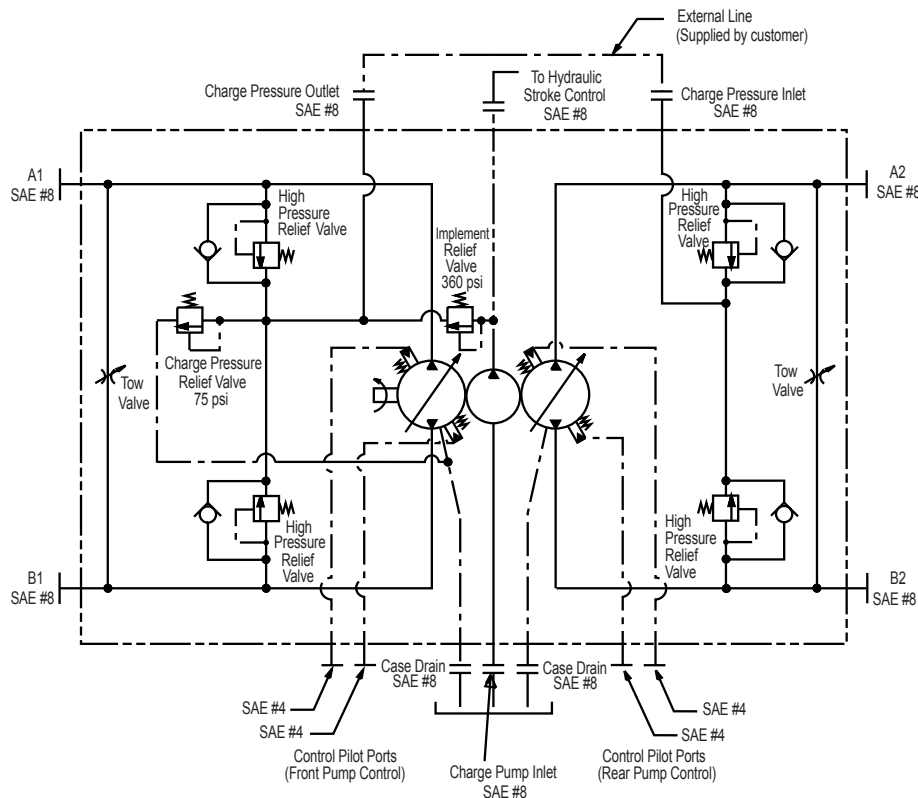 External Line
(Supplied by customer)
Charge Pressure Outlet
SAE #8
To Hydraulic
Stroke Control
SAE #8
Charge Pressure Inlet
SAE #8
A1
SAE #8
A2
SAE #8
High
Pressure
Relief Valve
Implement
Relief
Valve
360 psi
High
Pressure
Relief
Valve
Charge Pressure
Relief Valve
75 psi
Tow
Valve
Tow
Valve
High
Pressure
Relief
Valve
High
Pressure
Relief
Valve
B1
SAE #8
B2
SAE #8
Case Drain
SAE #8
Case Drain
SAE #8
SAE #4
SAE #4
SAE #4
SAE #4
Control Pilot Ports
(Front Pump Control)
Charge Pump Inlet
SAE #8
Control Pilot Ports
(Rear Pump Control)